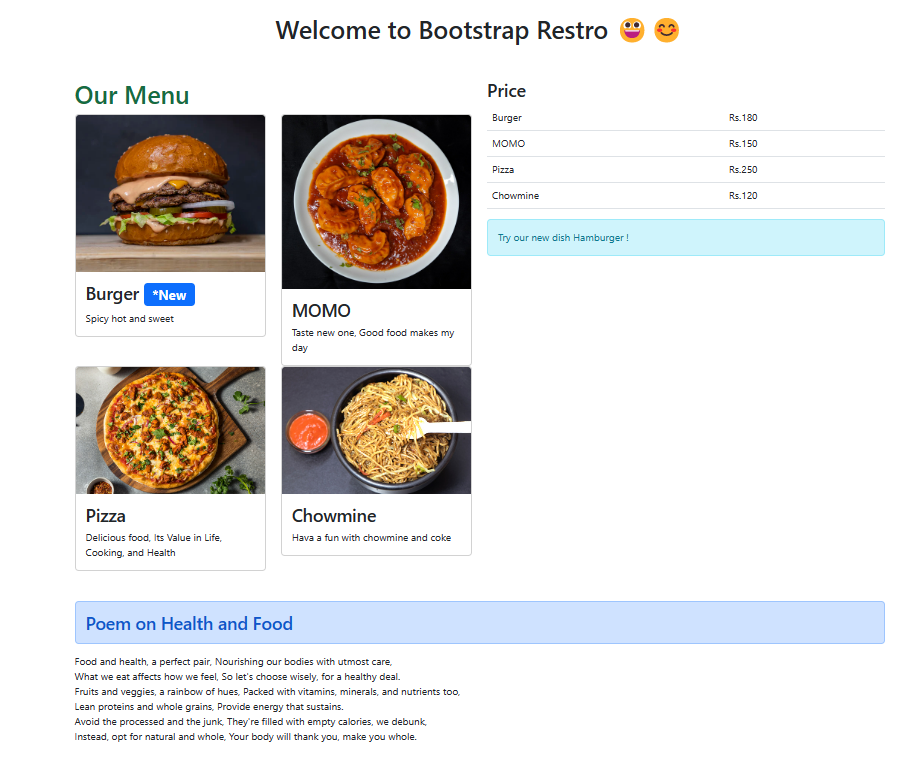 Welcome to Bootstrap Restro 😀 😊
Our Menu
Burger *New
Spicy hot and sweet
MOMO
Taste new one, Good food makes my
day
Pizza
Delicious food, Its Value in Life,
Cooking, and Health
Chowmine
Hava a fun with chowmine and coke
Price
Burger Rs.180
MOMO Rs.150
Pizza Rs.250
Chowmine Rs.120
Try our new dish Hamburger !
Poem on Health and Food
Food and health, a perfect pair, Nourishing our bodies with utmost care,
What we eat affects how we feel, So let's choose wisely, for a healthy deal.
Fruits and veggies, a rainbow of hues, Packed with vitamins, minerals, and nutrients too,
Lean proteins and whole grains, Provide energy that sustains.
Avoid the processed and the junk, They're filled with empty calories, we debunk,
Instead, opt for natural and whole, Your body will thank you, make you whole.